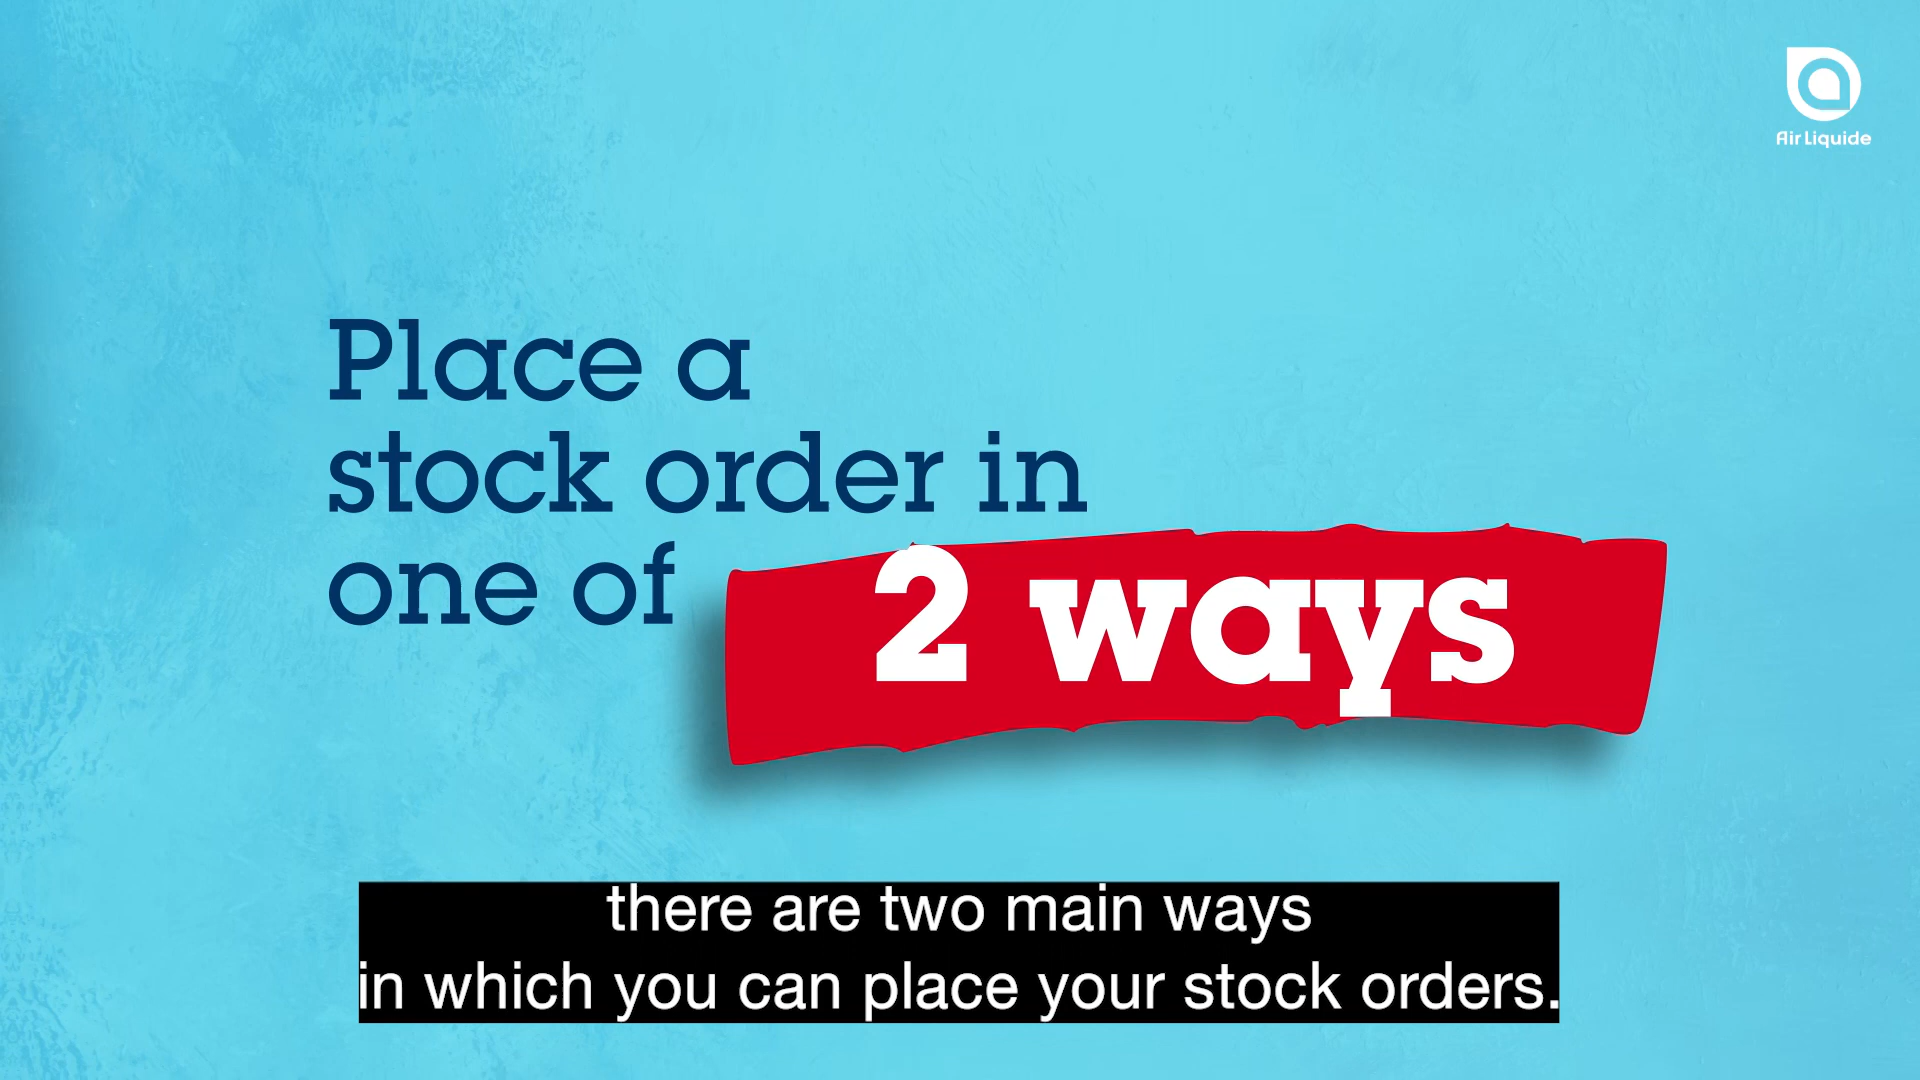 Air Liquide
Place a
stock order in
one of
2 ways
there are two main ways
in which you can place your stock orders.